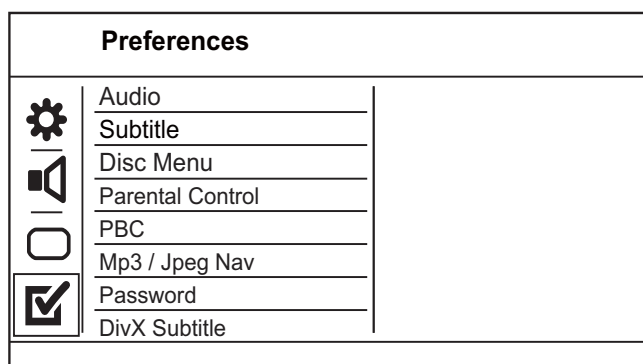 Preferences
Audio
Subtitle
Disc Menu
Parental Control
PBC
Mp3 / Jpeg Nav
Password
DivX Subtitle